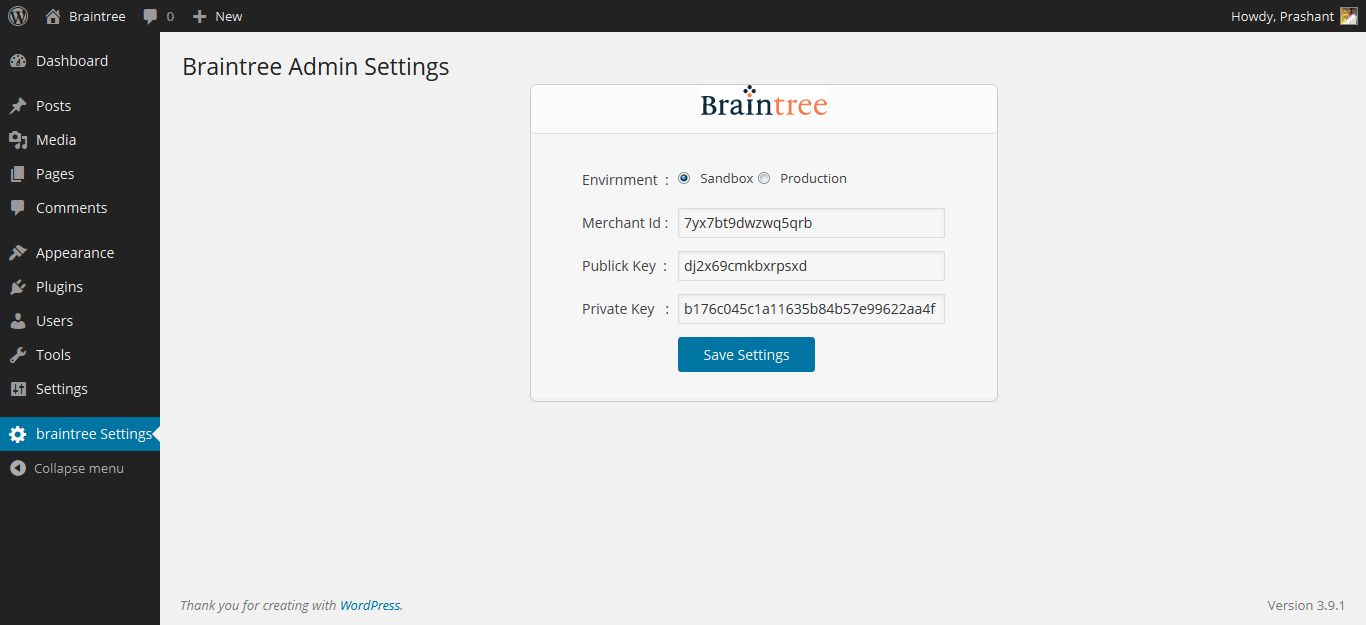 Braintree 0 New Howdy, Prashant
Dashboard
Posts
Media
Pages
Comments
Appearance
Plugins
Users
Tools
Settings
braintree Settings
Collapse menu
Braintree Admin Settings
Braintree
Envirnment : Sandbox Production
Merchant Id : 7yx7bt9dwzwq5qrb
Publick Key : dj2x69cmkbxrpsxd
Private Key : b176c045c1a11635b84b57e99622aa4f
Save Settings
Thank you for creating with WordPress. Version 3.9.1